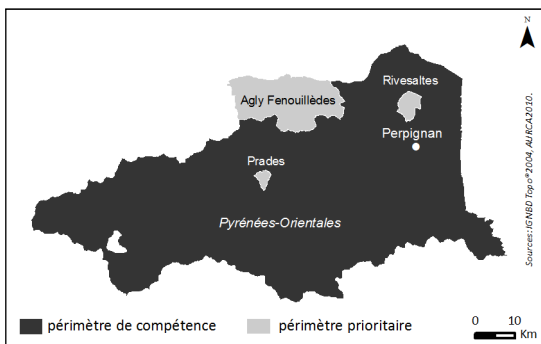 N
Rivesaltes
Agly Fenouillèdes
Perpignan
Prades
Pyrénées-Orientales
Sources:IGNBD Topo®2004, AURCA2010.
périmètre de compétence
périmètre prioritaire
0 10
Km